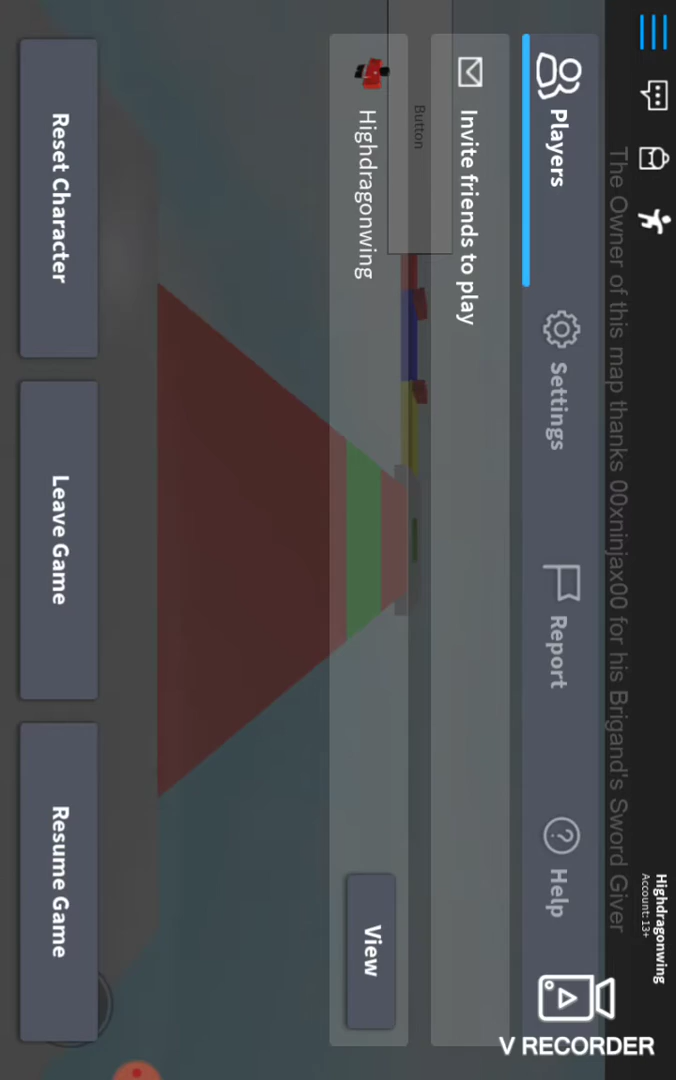 Highdragonwing
Account: 13+
The Owner of this map thanks 00xninjax00 for his Brigand's Sword Giver
Players
Settings
Report
Help
V RECORDER
Invite friends to play
Button
Highdragonwing
View
Reset Character
Leave Game
Resume Game